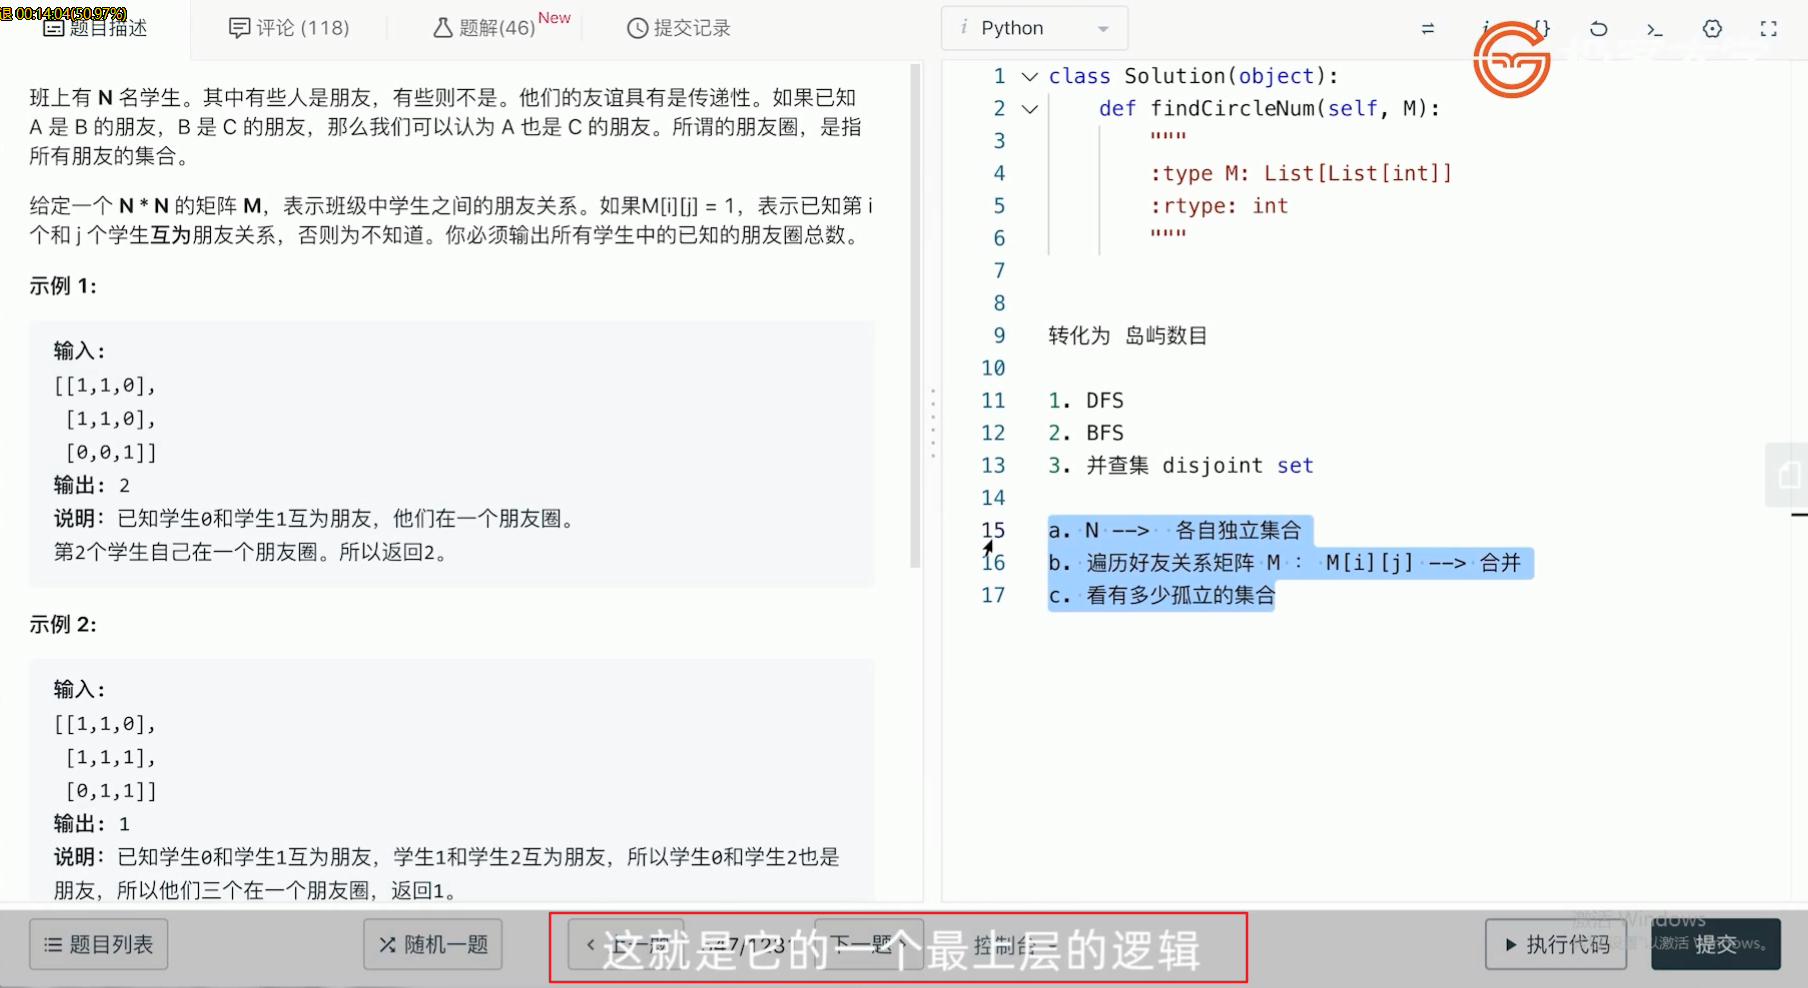 退 00:14:04(50.97%)
题目描述
评论 (118)
题解(46)
New
提交记录
班上有 N 名学生。其中有些人是朋友，有些则不是。他们的友谊具有是传递性。如果已知
A 是 B 的朋友，B 是 C 的朋友，那么我们可以认为 A 也是 C 的朋友。所谓的朋友圈，是指
所有朋友的集合。
给定一个 N * N 的矩阵 M，表示班级中学生之间的朋友关系。如果M[i][j] = 1，表示已知第 i
个和 j 个学生互为朋友关系，否则为不知道。你必须输出所有学生中的已知的朋友圈总数。
示例 1:
输入:
[[1,1,0],
[1,1,0],
[0,0,1]]
输出: 2
说明: 已知学生0和学生1互为朋友，他们在一个朋友圈。
第2个学生自己在一个朋友圈。所以返回2。
示例 2:
输入:
[[1,1,0],
[1,1,1],
[0,1,1]]
输出: 1
说明: 已知学生0和学生1互为朋友，学生1和学生2互为朋友，所以学生0和学生2也是
朋友，所以他们三个在一个朋友圈，返回1。
i Python
1 class Solution(object):
2 def findCircleNum(self, M):
3 """
4 :type M: List[List[int]]
5 :rtype: int
6 """
7
8
9 转化为 岛屿数目
10
11 1. DFS
12 2. BFS
13 3. 并查集 disjoint set
14
15 a. N --> 各自独立集合
16 b. 遍历好友关系矩阵 M : M[i][j] --> 合并
17 c. 看有多少孤立的集合
题目列表
随机一题
上一题
下一题
控制台
这就是它的一个最上层的逻辑
执行代码
提交
激活 Windows